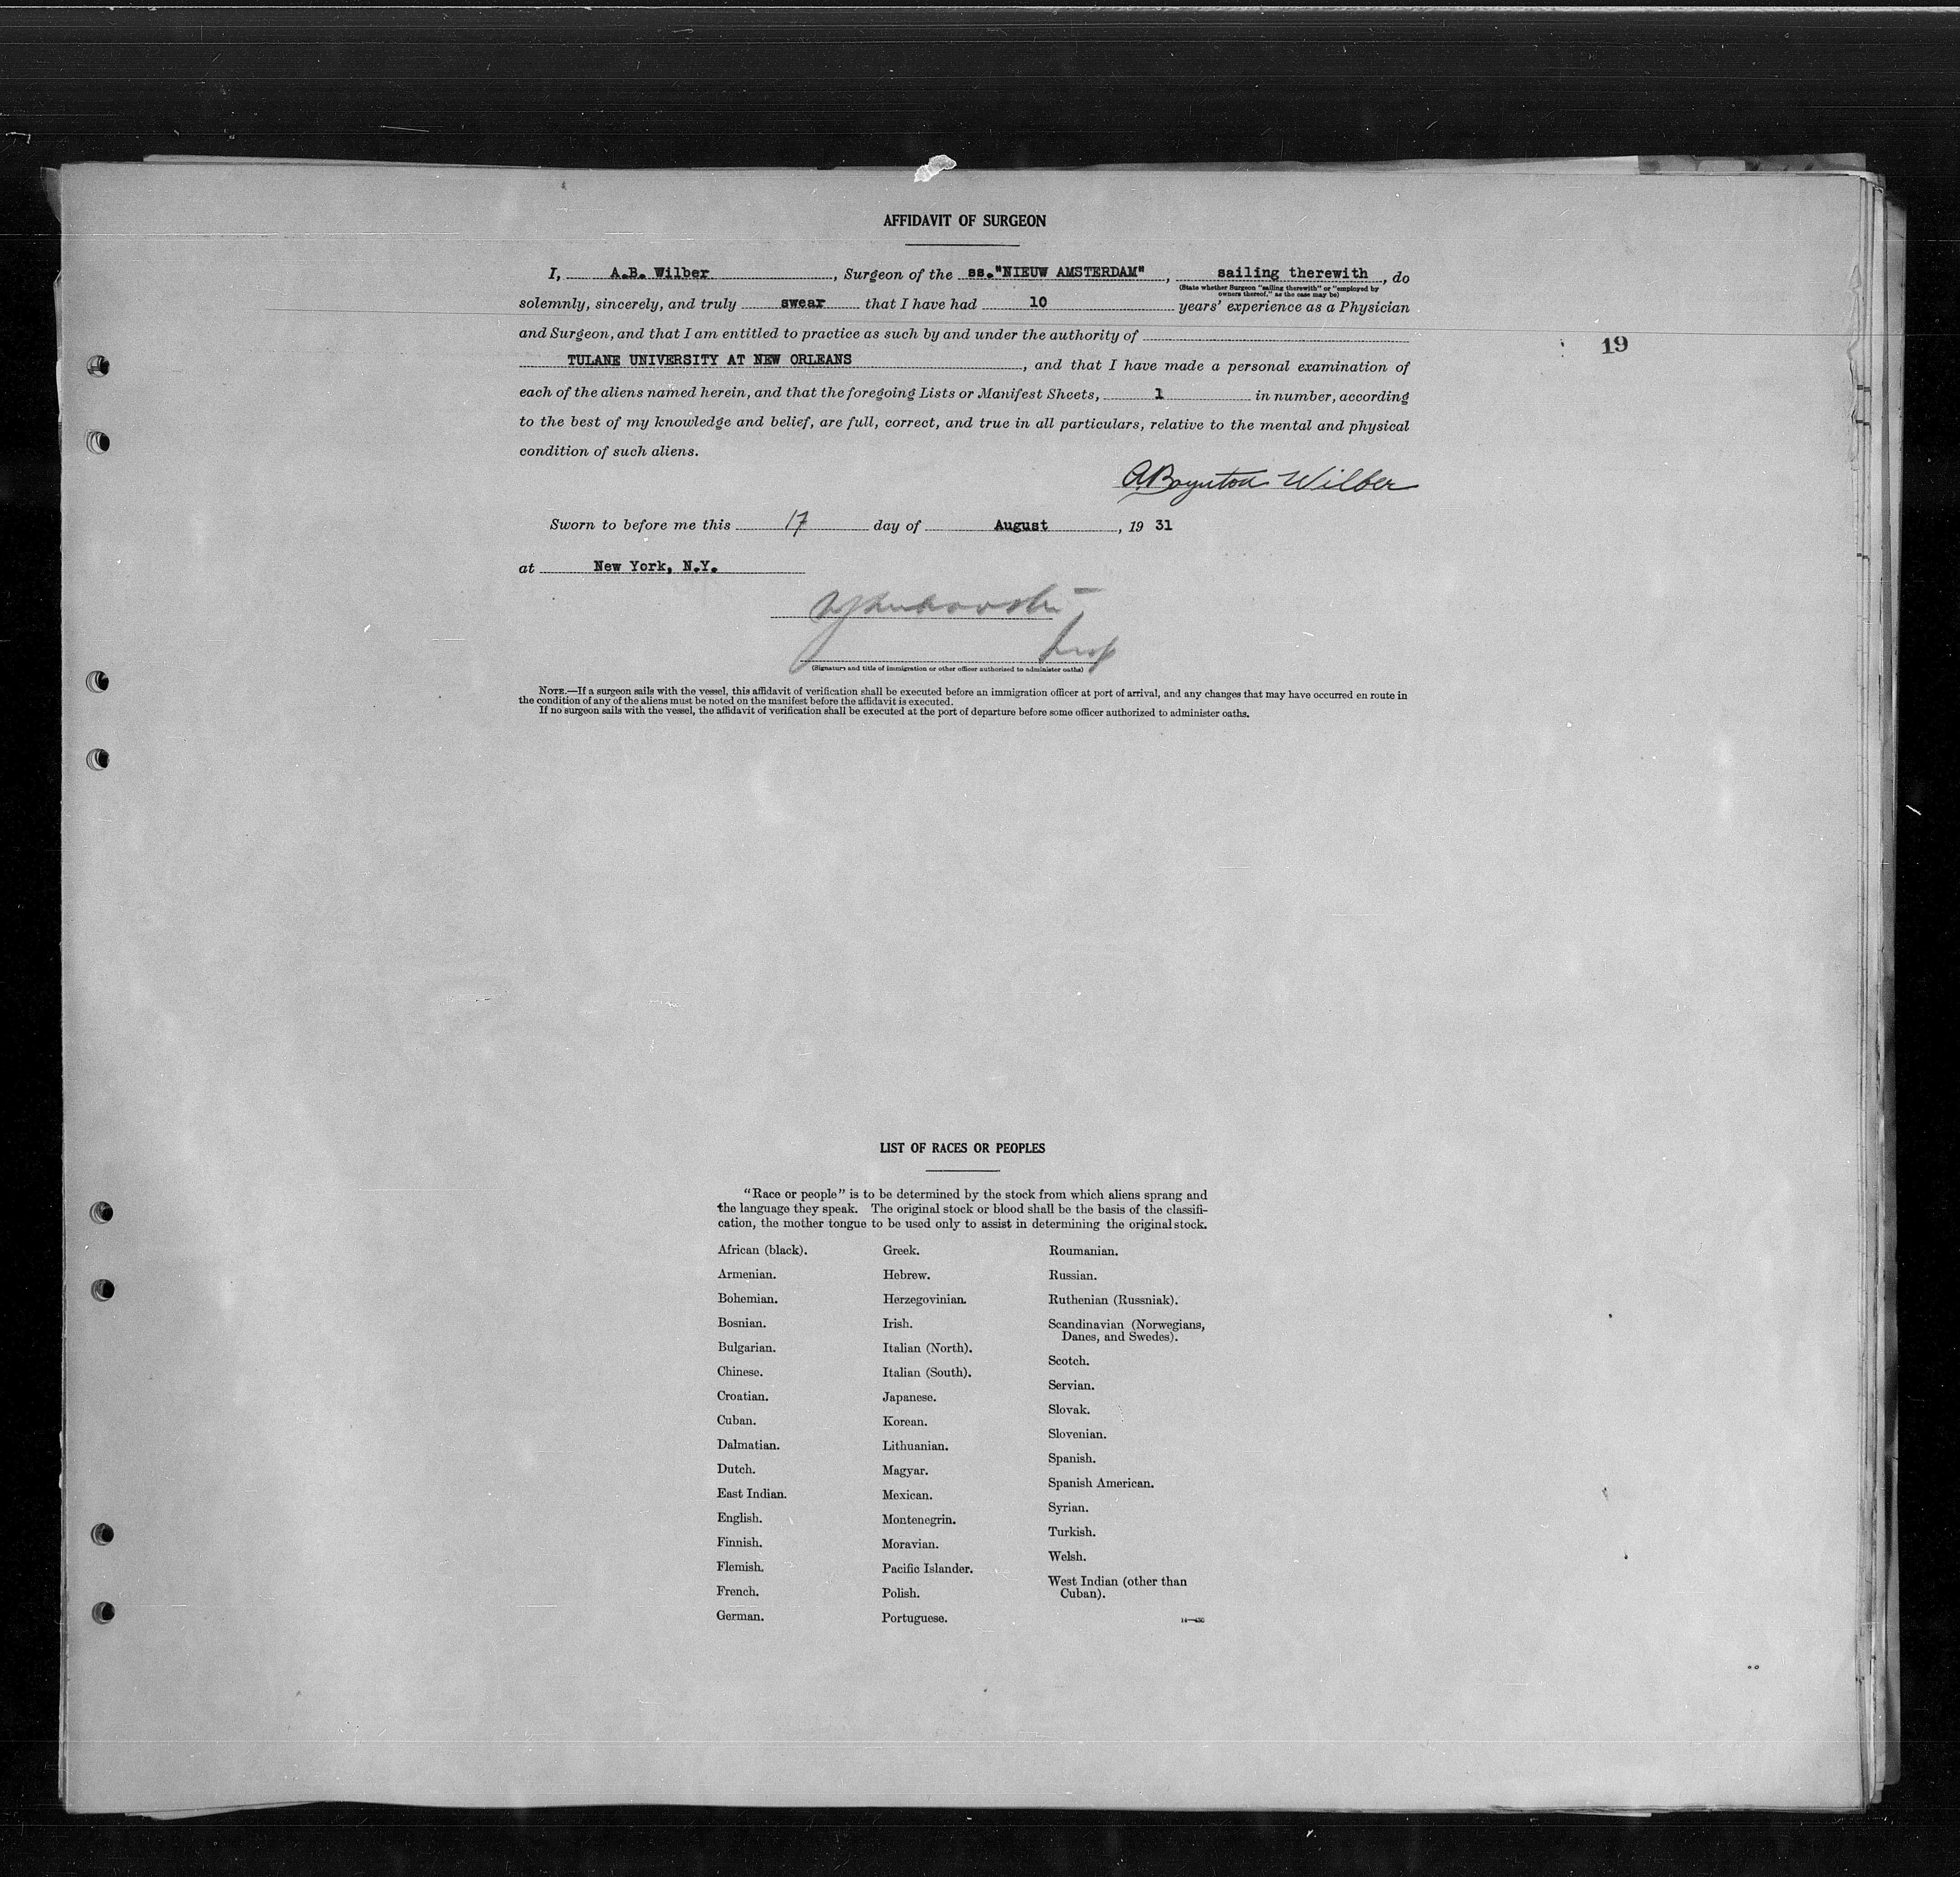 AFFIDAVIT OF SURGEON
I, A.B. Wilber, Surgeon of the ss."NIEUW AMSTERDAM", sailing therewith, do
(State whether Surgeon "sailing therewith" or "employed by
owners thereof," as the case may be)
solemnly, sincerely, and truly swear that I have had 10 years' experience as a Physician
and Surgeon, and that I am entitled to practice as such by and under the authority of
19
TULANE UNIVERSITY AT NEW ORLEANS, and that I have made a personal examination of
each of the aliens named herein, and that the foregoing Lists or Manifest Sheets, 1 in number, according
to the best of my knowledge and belief, are full, correct, and true in all particulars, relative to the mental and physical
condition of such aliens.
A Boynton Wilber
Sworn to before me this 17 day of August, 19 31
at New York, N.Y.
Insp
(Signature and title of immigration or other officer authorized to administer oaths)
NOTE.—If a surgeon sails with the vessel, this affidavit of verification shall be executed before an immigration officer at port of arrival, and any changes that may have occurred en route in
the condition of any of the aliens must be noted on the manifest before the affidavit is executed.
If no surgeon sails with the vessel, the affidavit of verification shall be executed at the port of departure before some officer authorized to administer oaths.
LIST OF RACES OR PEOPLES
"Race or people" is to be determined by the stock from which aliens sprang and
the language they speak. The original stock or blood shall be the basis of the classifi-
cation, the mother tongue to be used only to assist in determining the original stock.
African (black).
Armenian.
Bohemian.
Bosnian.
Bulgarian.
Chinese.
Croatian.
Cuban.
Dalmatian.
Dutch.
East Indian.
English.
Finnish.
Flemish.
French.
German.
Greek.
Hebrew.
Herzegovinian.
Irish.
Italian (North).
Italian (South).
Japanese.
Korean.
Lithuanian.
Magyar.
Mexican.
Montenegrin.
Moravian.
Pacific Islander.
Polish.
Portuguese.
Roumanian.
Russian.
Ruthenian (Russniak).
Scandinavian (Norwegians,
Danes, and Swedes).
Scotch.
Servian.
Slovak.
Slovenian.
Spanish.
Spanish American.
Syrian.
Turkish.
Welsh.
West Indian (other than
Cuban).
14—430